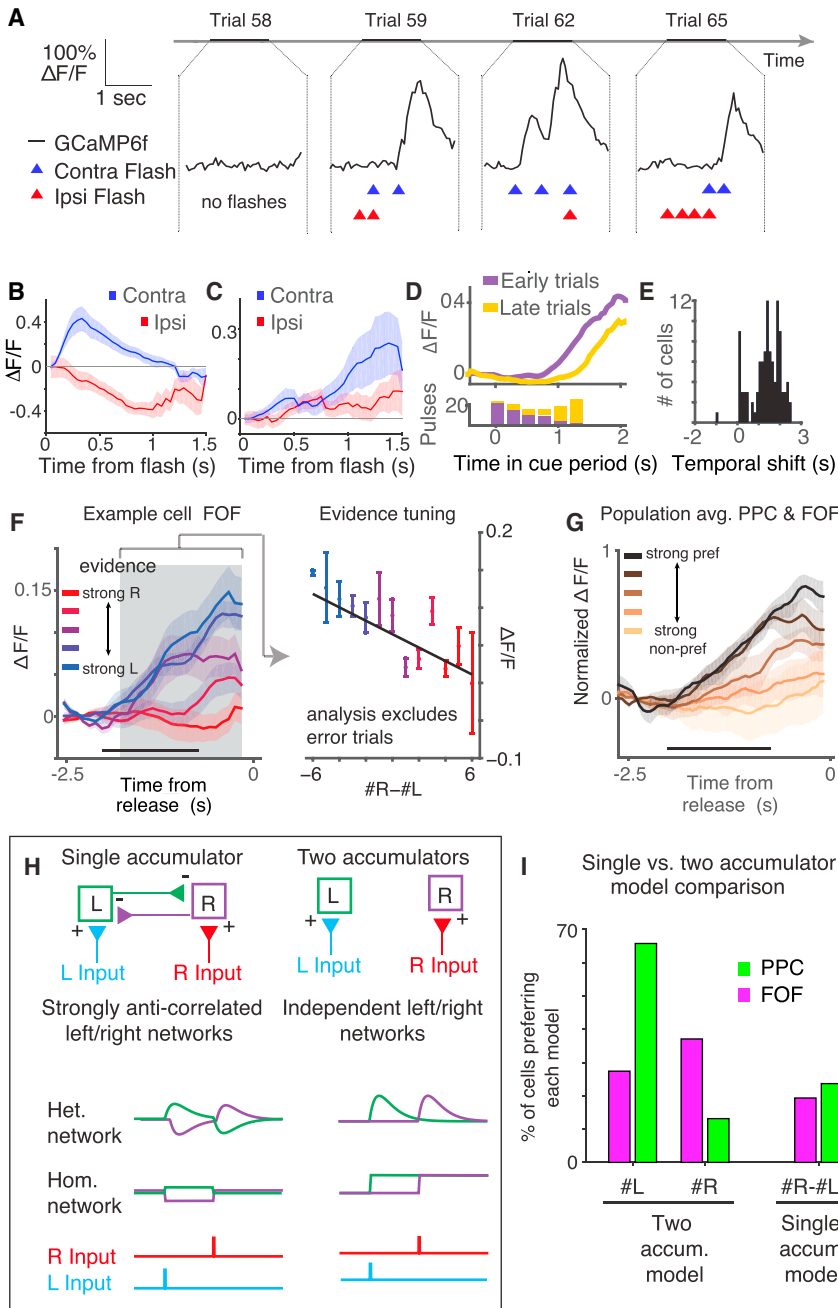 A
Trial 58
Trial 59
Trial 62
Trial 65
Time
100%
ΔF/F
1 sec
GCaMP6f
Contra Flash
Ipsi Flash
no flashes
B
Contra
Ipsi
ΔF/F
0.4
0
-0.4
0
0.5
1
1.5
Time from flash (s)
C
Contra
Ipsi
0.3
0
0
0.5
1
1.5
Time from flash (s)
D
Early trials
Late trials
ΔF/F
04
0
Pulses
20
0
1
2
Time in cue period (s)
E
# of cells
12
-2
0
3
Temporal shift (s)
F
Example cell FOF
evidence
strong R
strong L
ΔF/F
0.15
0
-2.5
0
Time from
release (s)
Evidence tuning
0.2
ΔF/F
-0.1
analysis excludes
error trials
−6
6
#R−#L
G
Population avg. PPC & FOF
Normalized ΔF/F
1
0
strong pref
strong
non-pref
-2.5
0
Time from
release (s)
H
Single accumulator
Two accumulators
L
-
-
R
+
+
L Input
R Input
L
R
+
+
L Input
R Input
Strongly anti-correlated
left/right networks
Independent left/right
networks
Het.
network
Hom.
network
R Input
L Input
I
Single vs. two accumulator
model comparison
% of cells preferring
each model
70
0
PPC
FOF
#L
#R
#R-#L
Two
accum.
model
Single
accum
mode